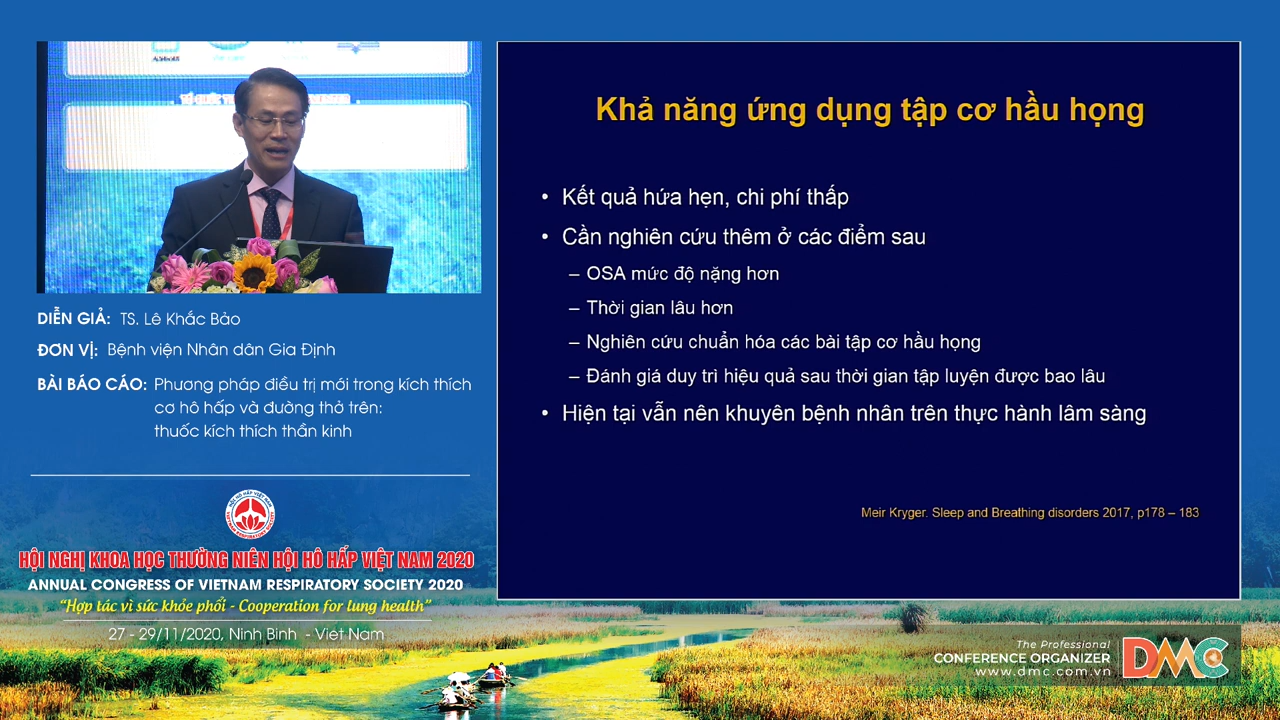 DIỄN GIẢ: TS. Lê Khắc Bảo
ĐƠN VỊ: Bệnh viện Nhân dân Gia Định
BÀI BÁO CÁO: Phương pháp điều trị mới trong kích thích
cơ hô hấp và đường thở trên:
thuốc kích thích thần kinh
HỘI HÔ HẤP VIỆT NAM
VIETNAM RESPIRATORY SOCIETY
HỘI NGHỊ KHOA HỌC THƯỜNG NIÊN HỘI HÔ HẤP VIỆT NAM 2020
ANNUAL CONGRESS OF VIETNAM RESPIRATORY SOCIETY 2020
“Hợp tác vì sức khỏe phổi - Cooperation for lung health”
27 - 29/11/2020, Ninh Bình - Việt Nam
Khả năng ứng dụng tập cơ hầu họng
• Kết quả hứa hẹn, chi phí thấp
• Cần nghiên cứu thêm ở các điểm sau
– OSA mức độ nặng hơn
– Thời gian lâu hơn
– Nghiên cứu chuẩn hóa các bài tập cơ hầu họng
– Đánh giá duy trì hiệu quả sau thời gian tập luyện được bao lâu
• Hiện tại vẫn nên khuyên bệnh nhân trên thực hành lâm sàng
Meir Kryger. Sleep and Breathing disorders 2017, p178 – 183
The Professional
CONFERENCE ORGANIZER
www.dmc.com.vn
DMC